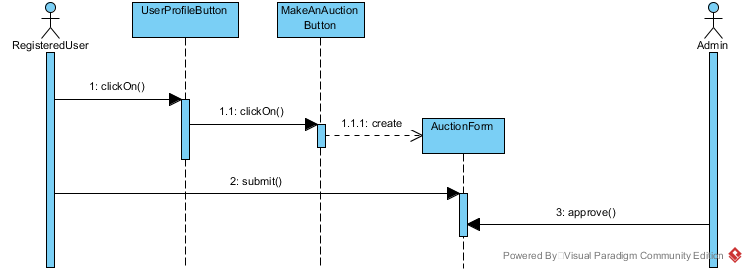 UserProfileButton
MakeAnAuction
Button
RegisteredUser
Admin
1: clickOn()
1.1: clickOn()
1.1.1: create
AuctionForm
2: submit()
3: approve()
Powered By Visual Paradigm Community Edition